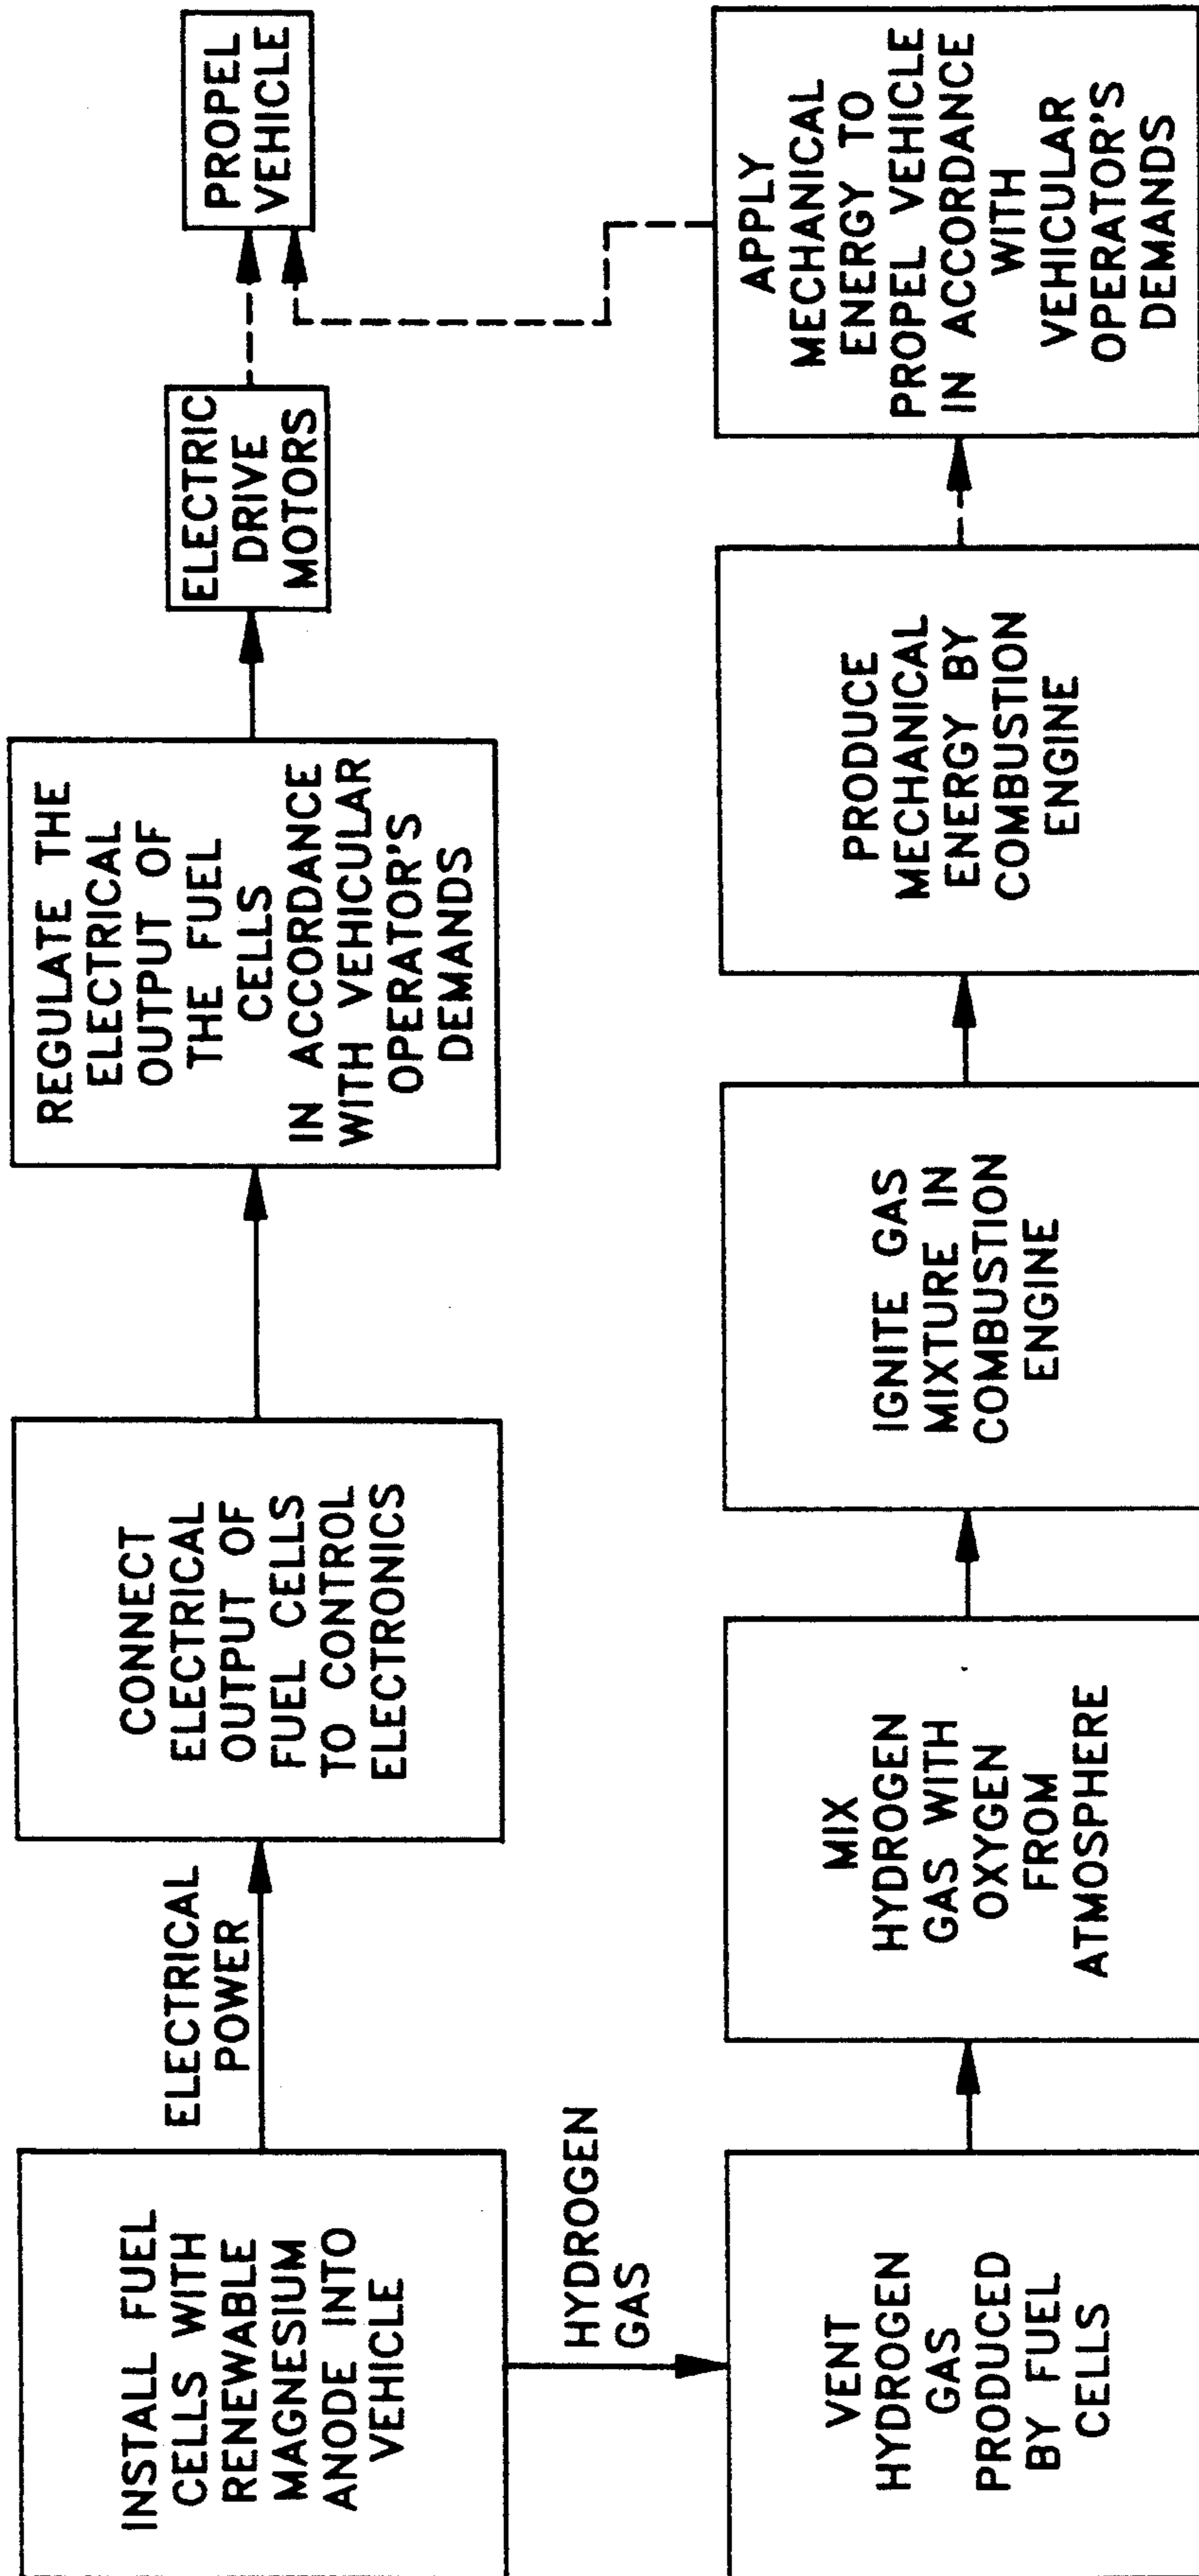 INSTALL FUEL
CELLS WITH
RENEWABLE
MAGNESIUM
ANODE INTO
VEHICLE
ELECTRICAL
POWER
CONNECT
ELECTRICAL
OUTPUT OF
FUEL CELLS
TO CONTROL
ELECTRONICS
REGULATE THE
ELECTRICAL
OUTPUT OF
THE FUEL
CELLS
IN ACCORDANCE
WITH VEHICULAR
OPERATOR'S
DEMANDS
ELECTRIC
DRIVE
MOTORS
PROPEL
VEHICLE
HYDROGEN
GAS
VENT
HYDROGEN
GAS
PRODUCED
BY FUEL
CELLS
MIX
HYDROGEN
GAS WITH
OXYGEN
FROM
ATMOSPHERE
IGNITE GAS
MIXTURE IN
COMBUSTION
ENGINE
PRODUCE
MECHANICAL
ENERGY BY
COMBUSTION
ENGINE
APPLY
MECHANICAL
ENERGY TO
PROPEL VEHICLE
IN ACCORDANCE
WITH
VEHICULAR
OPERATOR'S
DEMANDS